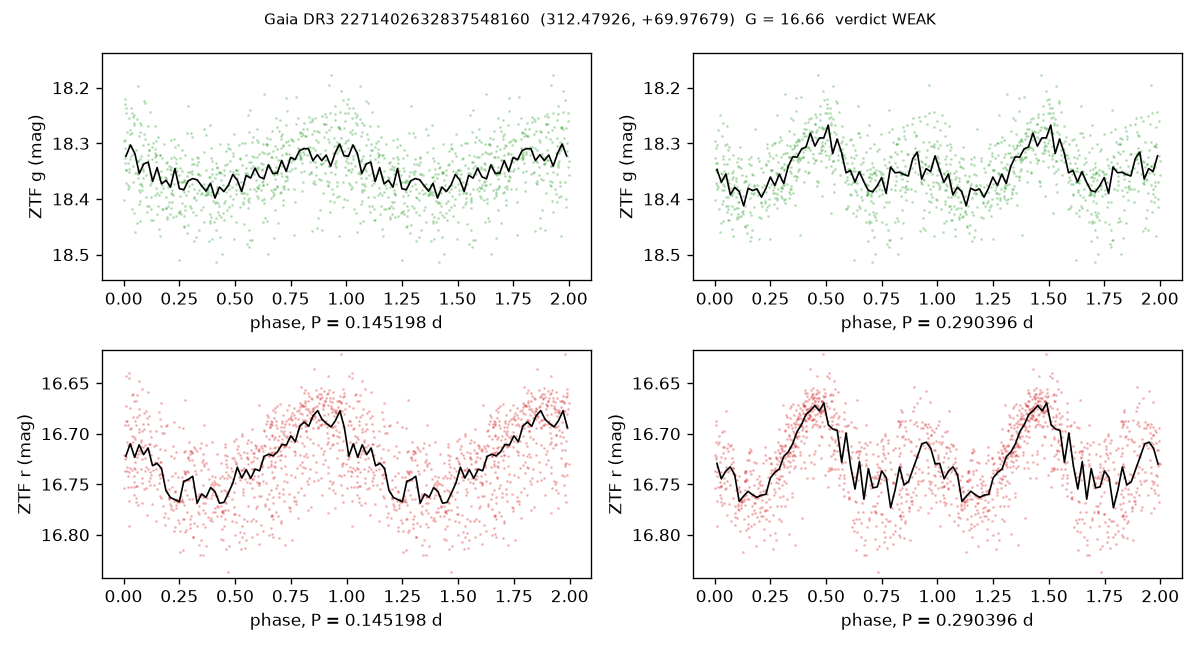 Gaia DR3 2271402632837548160 (312.47926, +69.97679) G = 16.66 verdict WEAK
ZTF g (mag)
18.2
18.3
18.4
18.5
0.00 0.25 0.50 0.75 1.00 1.25 1.50 1.75 2.00
phase, P = 0.145198 d
ZTF g (mag)
18.2
18.3
18.4
18.5
0.00 0.25 0.50 0.75 1.00 1.25 1.50 1.75 2.00
phase, P = 0.290396 d
ZTF r (mag)
16.65
16.70
16.75
16.80
0.00 0.25 0.50 0.75 1.00 1.25 1.50 1.75 2.00
phase, P = 0.145198 d
ZTF r (mag)
16.65
16.70
16.75
16.80
0.00 0.25 0.50 0.75 1.00 1.25 1.50 1.75 2.00
phase, P = 0.290396 d